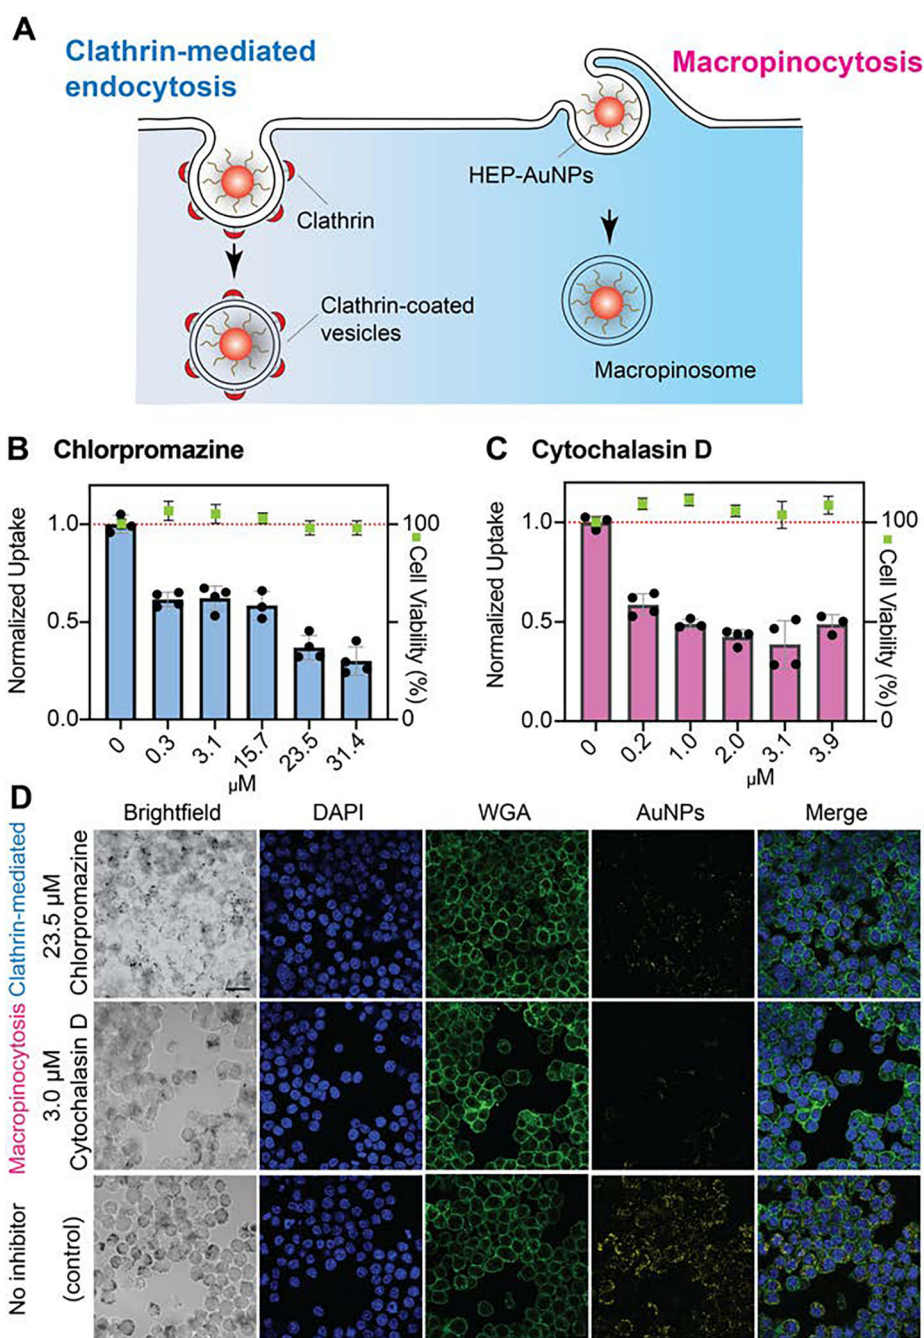 A
Clathrin-mediated
endocytosis
Macropinocytosis
HEP-AuNPs
Clathrin
Clathrin-coated
vesicles
Macropinosome
B Chlorpromazine
Normalized Uptake
1.0
0.5
0.0
100
0
Cell Viability (%)
0
0.3
3.1
15.7
23.5
31.4
µM
C Cytochalasin D
Normalized Uptake
1.0
0.5
0.0
100
0
Cell Viability (%)
0
0.2
1.0
2.0
3.1
3.9
µM
D
Brightfield
DAPI
WGA
AuNPs
Merge
Clathrin-mediated
23.5 µM
Chlorpromazine
Macropinocytosis
3.0 µM
Cytochalasin D
No inhibitor
(control)